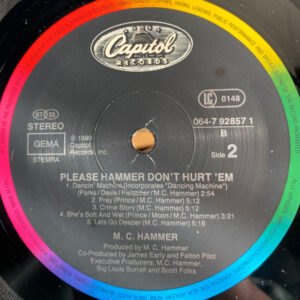 Capitol
RECORDS
ST 33
STEREO
GEMA
STEMRA
℗ 1990
Capitol
Records, Inc.
LC 0148
064-7 92857 1
B
Side 2
PLEASE HAMMER DON'T HURT 'EM
1. Dancin' Machine (incorporates "Dancing Machine")
(Parks / Davis / Fletscher / M.C. Hammer) 2:54
2. Pray (Prince / M.C. Hammer) 5:12
3. Crime Story (M.C. Hammer) 5:12
4. She's Soft And Wet (Prince / Moon / M.C. Hammer) 3:21
5. Lets Go Deeper (M.C. Hammer) 5:18
M. C. HAMMER
Produced by M. C. Hammer
Co-Produced by James Early and Felton Pilot
Executive Producers: M. C. Hammer,
Big Louis Burrell and Scott Folks